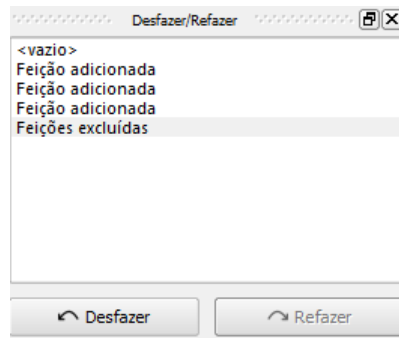 Desfazer/Refazer
<vazio>
Feição adicionada
Feição adicionada
Feição adicionada
Feições excluídas
Desfazer
Refazer